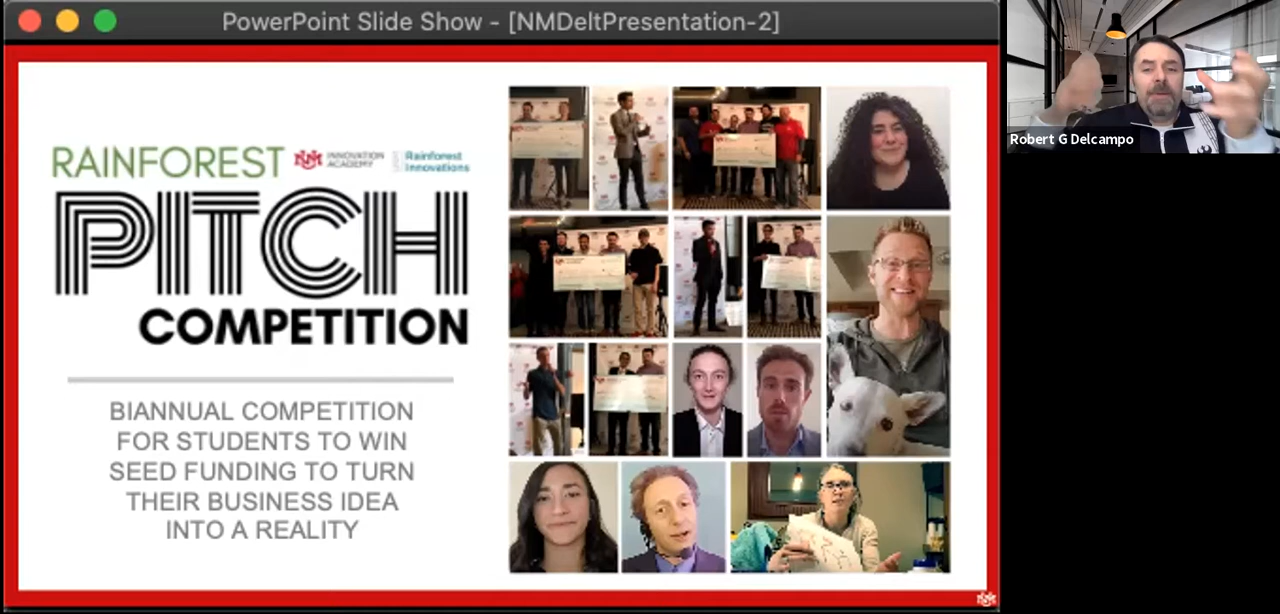 PowerPoint Slide Show - [NMDeltPresentation-2]
RAINFOREST
INNOVATION
ACADEMY
Rainforest
Innovations
PITCH
COMPETITION
BIANNUAL COMPETITION
FOR STUDENTS TO WIN
SEED FUNDING TO TURN
THEIR BUSINESS IDEA
INTO A REALITY
Robert G Delcampo